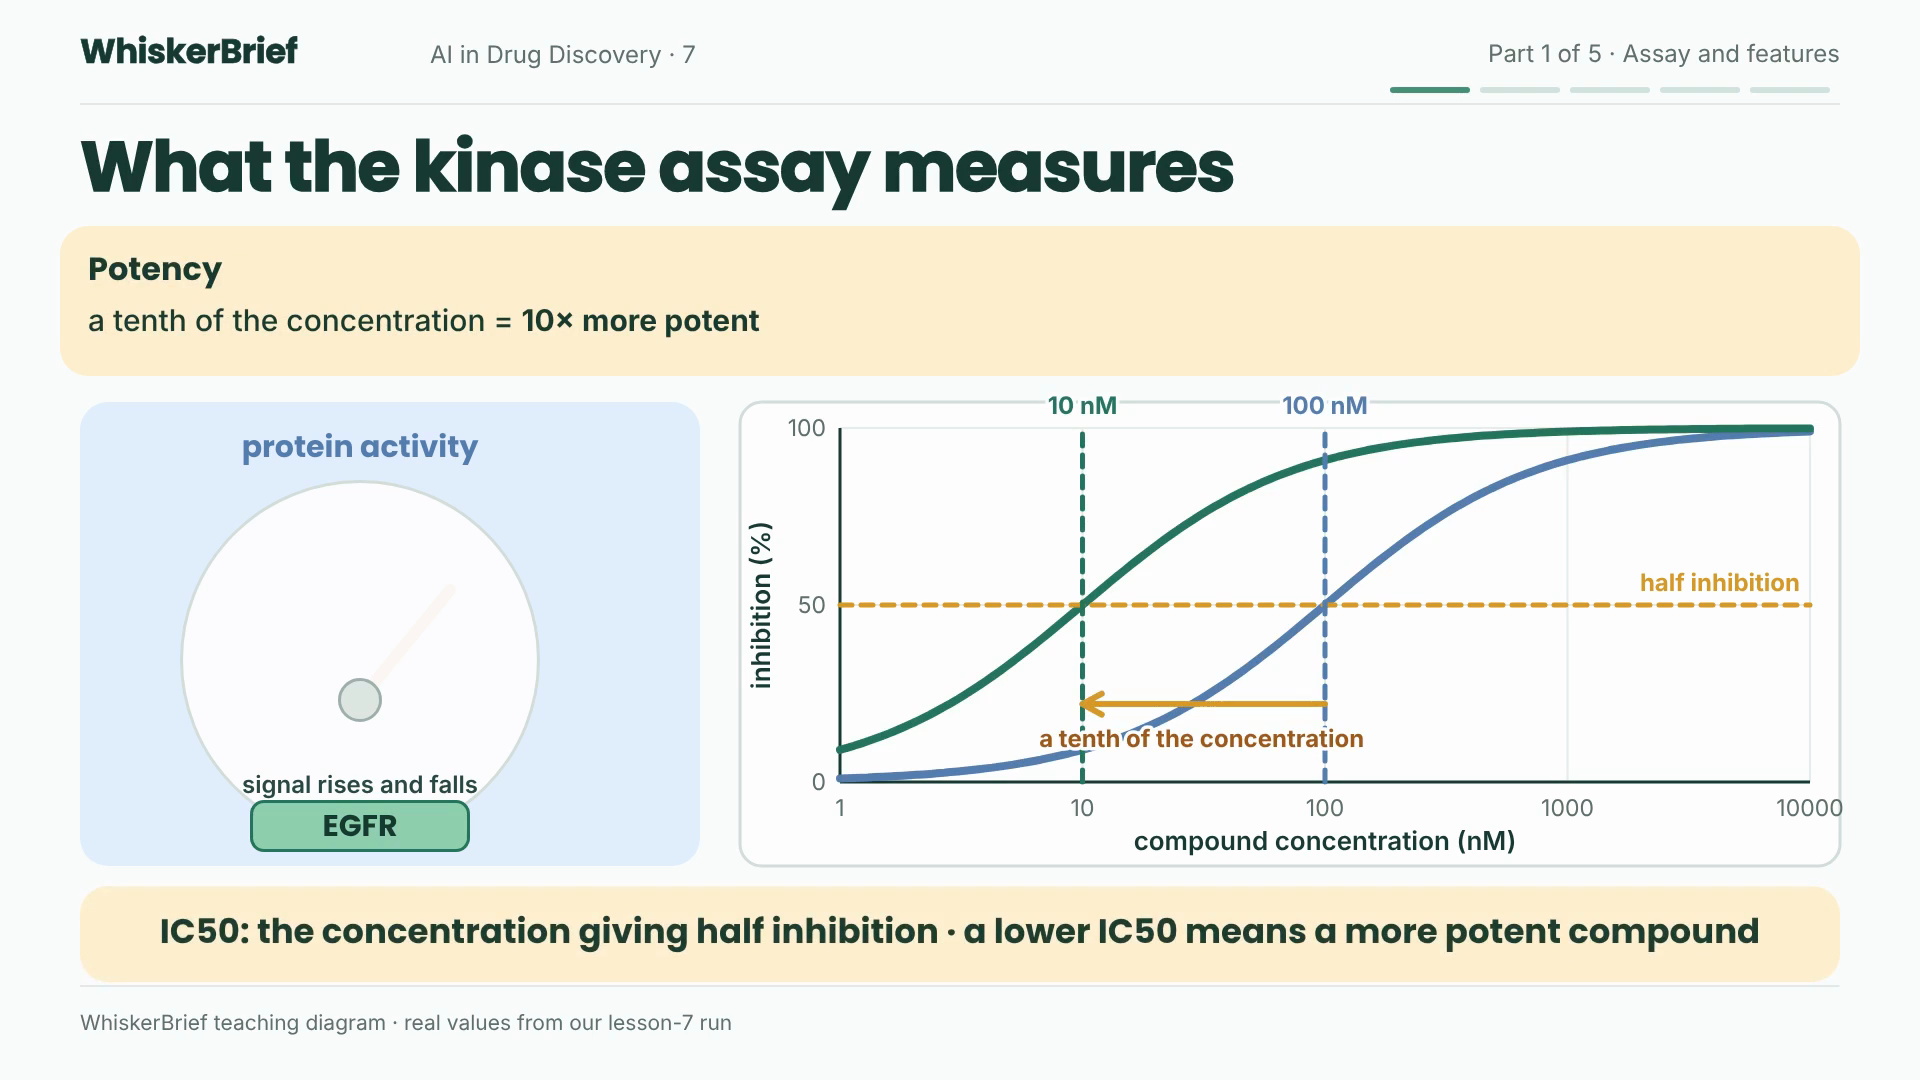 WhiskerBrief
AI in Drug Discovery · 7
Part 1 of 5 · Assay and features
What the kinase assay measures
Potency
a tenth of the concentration = 10× more potent
protein activity
signal rises and falls
EGFR
10 nM
100 nM
100
50
0
inhibition (%)
half inhibition
a tenth of the concentration
1
10
100
1000
10000
compound concentration (nM)
IC50: the concentration giving half inhibition · a lower IC50 means a more potent compound
WhiskerBrief teaching diagram · real values from our lesson-7 run